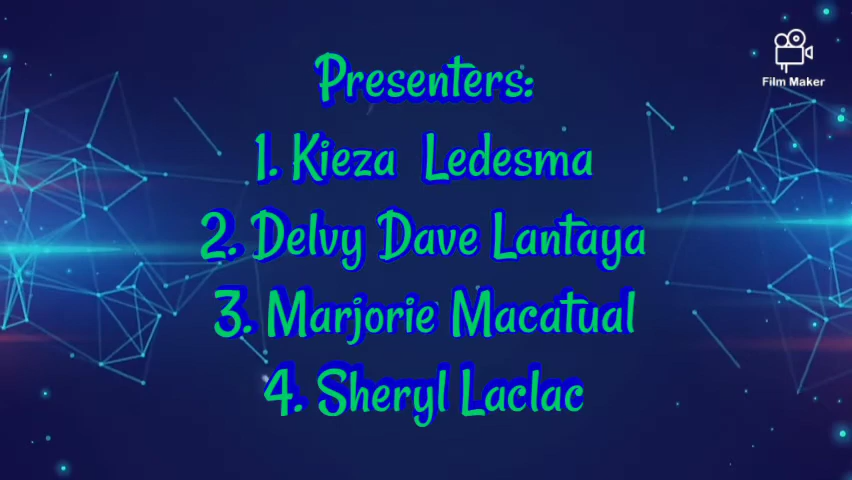 Presenters:
Film Maker
1. Kieza Ledesma
2. Delvy Dave Lantaya
3. Marjorie Macatual
4. Sheryl Laclac